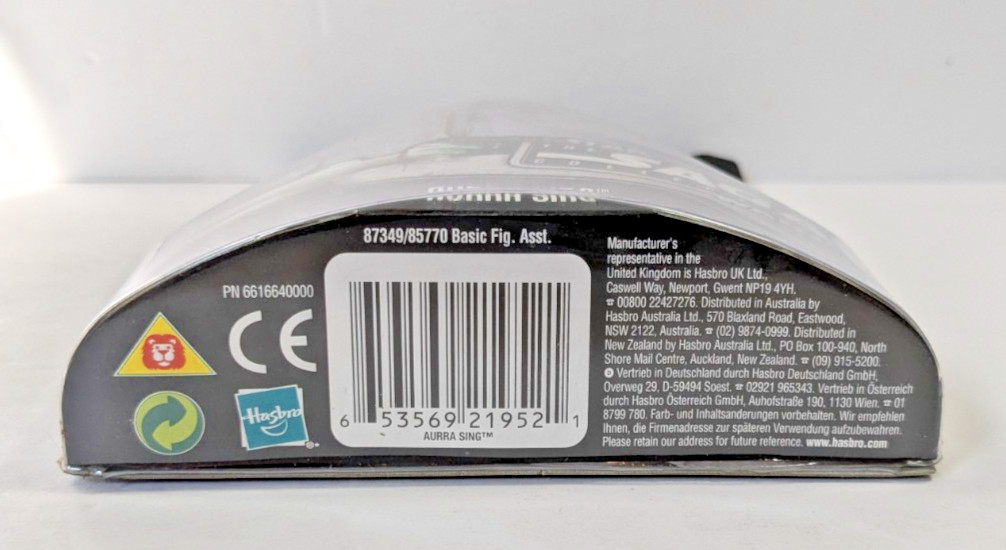 AURRA SING
87349/85770 Basic Fig. Asst.
PN 6616640000
CE
Hasbro
®
6 53569 21952 1
AURRA SING™
Manufacturer's
representative in the
United Kingdom is Hasbro UK Ltd.,
Caswell Way, Newport, Gwent NP19 4YH.
☎ 00800 22427276. Distributed in Australia by
Hasbro Australia Ltd., 570 Blaxland Road, Eastwood,
NSW 2122, Australia. ☎ (02) 9874-0999. Distributed in
New Zealand by Hasbro Australia Ltd., PO Box 100-940, North
Shore Mail Centre, Auckland, New Zealand. ☎ (09) 915-5200.
Vertrieb in Deutschland durch Hasbro Deutschland GmbH,
Overweg 29, D-59494 Soest. ☎ 02921 965343. Vertrieb in Österreich
durch Hasbro Österreich GmbH, Auhofstraße 190, 1130 Wien. ☎ 01
8799 780. Farb- und Inhaltsanderungen vorbehalten. Wir empfehlen
Ihnen, die Firmenadresse zur späteren Verwendung aufzubewahren.
Please retain our address for future reference. www.hasbro.com